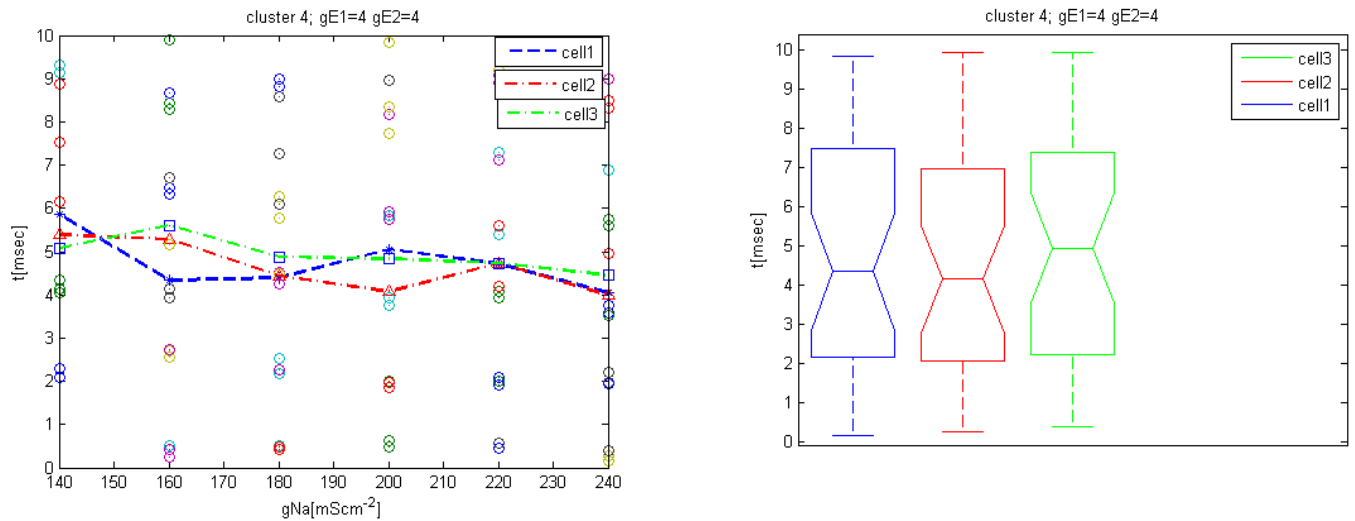 cluster 4; gE1=4 gE2=4
10
9
8
7
6
5
4
3
2
1
0
t[msec]
140 150 160 170 180 190 200 210 220 230 240
gNa[mScm-2]
cell1
cell2
cell3
cluster 4; gE1=4 gE2=4
10
9
8
7
6
5
4
3
2
1
0
t[msec]
cell3
cell2
cell1